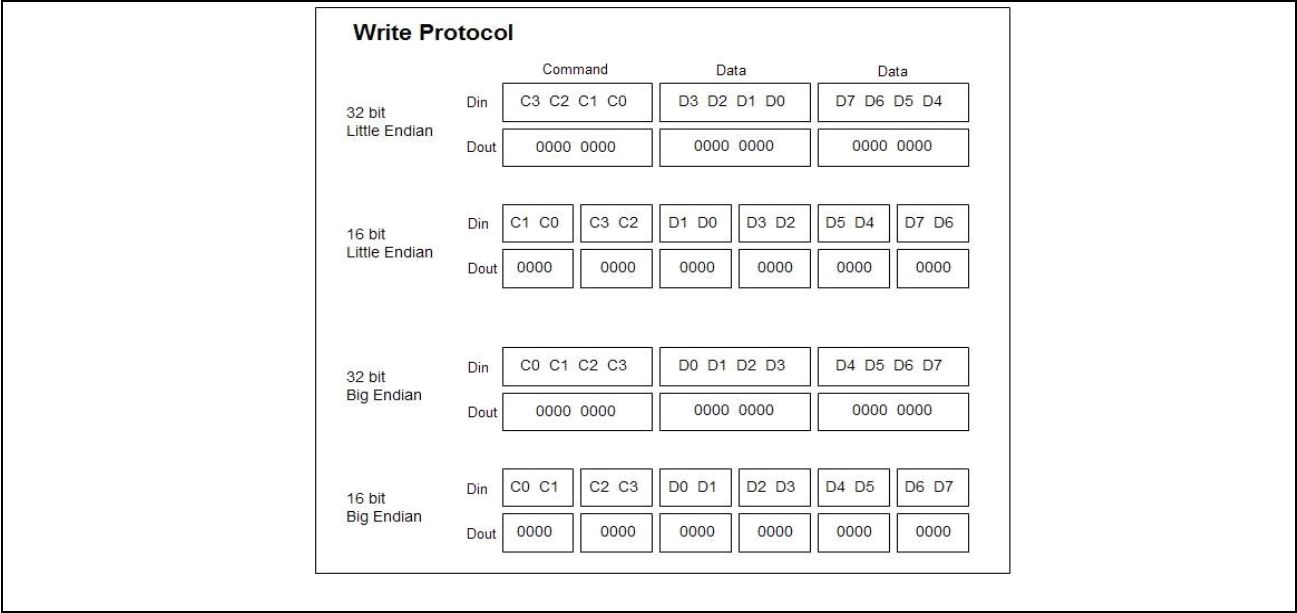 Write Protocol
Command Data Data
32 bit
Little Endian
Din C3 C2 C1 C0 D3 D2 D1 D0 D7 D6 D5 D4
Dout 0000 0000 0000 0000 0000 0000
16 bit
Little Endian
Din C1 C0 C3 C2 D1 D0 D3 D2 D5 D4 D7 D6
Dout 0000 0000 0000 0000 0000 0000
32 bit
Big Endian
Din C0 C1 C2 C3 D0 D1 D2 D3 D4 D5 D6 D7
Dout 0000 0000 0000 0000 0000 0000
16 bit
Big Endian
Din C0 C1 C2 C3 D0 D1 D2 D3 D4 D5 D6 D7
Dout 0000 0000 0000 0000 0000 0000